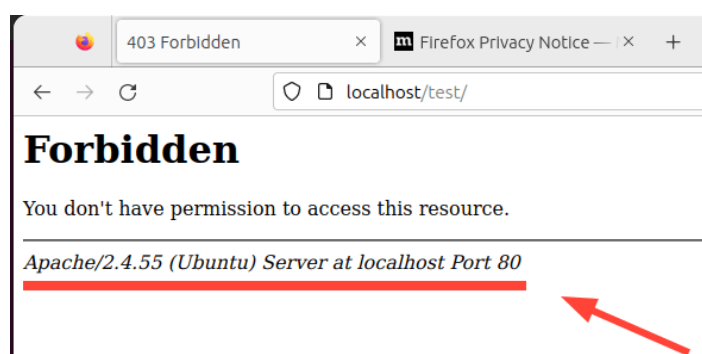 403 Forbidden
m Firefox Privacy Notice —
localhost/test/
Forbidden
You don't have permission to access this resource.
Apache/2.4.55 (Ubuntu) Server at localhost Port 80